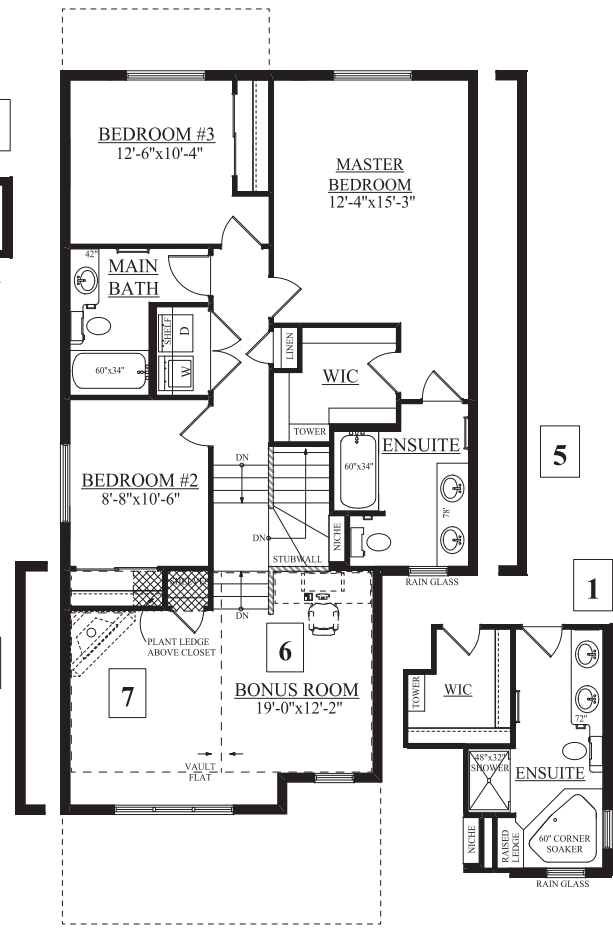 BEDROOM #3
12'-6"x10'-4"
MASTER
BEDROOM
12'-4"x15'-3"
42"
MAIN
BATH
SHELF
D
W
60"x34"
LINEN
WIC
TOWER
ENSUITE
60"x34"
78'
5
BEDROOM #2
8'-8"x10'-6"
DN
DN
STUBWALL
NICHE
RAIN GLASS
1
DN
PLANT LEDGE
ABOVE CLOSET
6
7
BONUS ROOM
19'-0"x12'-2"
VAULT
FLAT
TOWER
WIC
72"
48"x32"
SHOWER
ENSUITE
NICHE
RAISED
LEDGE
60" CORNER
SOAKER
RAIN GLASS